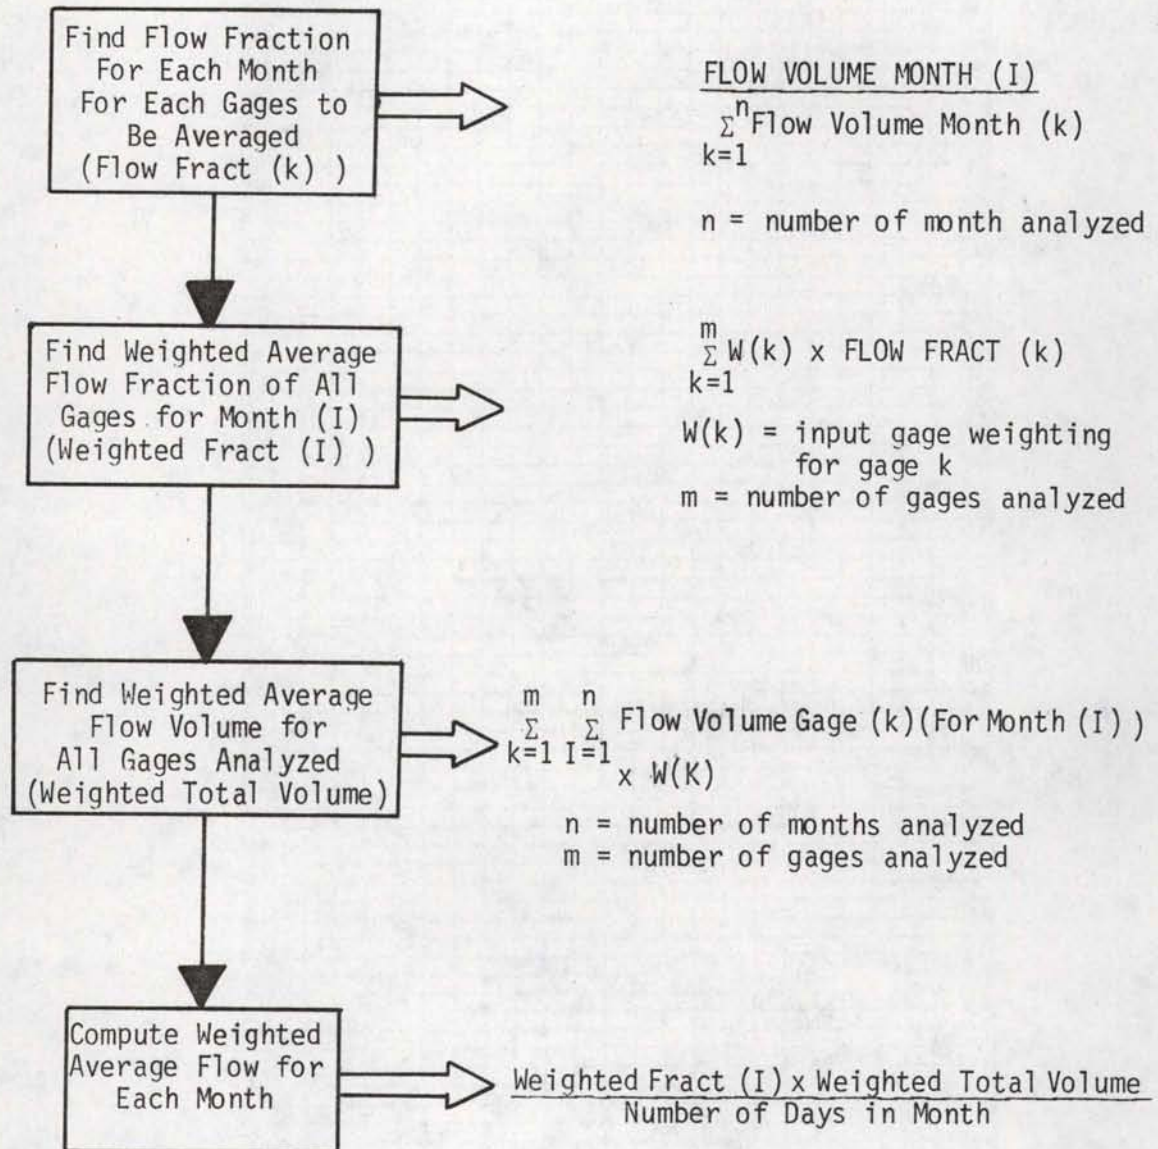 Find Flow Fraction
For Each Month
For Each Gages to
Be Averaged
(Flow Fract (k) )
FLOW VOLUME MONTH (I)
n
Σ Flow Volume Month (k)
k=1
n = number of month analyzed
Find Weighted Average
Flow Fraction of All
Gages for Month (I)
(Weighted Fract (I) )
m
Σ W(k) x FLOW FRACT (k)
k=1
W(k) = input gage weighting
for gage k
m = number of gages analyzed
Find Weighted Average
Flow Volume for
All Gages Analyzed
(Weighted Total Volume)
m n
Σ Σ Flow Volume Gage (k)(For Month (I) )
k=1 I=1
x W(K)
n = number of months analyzed
m = number of gages analyzed
Compute Weighted
Average Flow for
Each Month
Weighted Fract (I) x Weighted Total Volume
Number of Days in Month